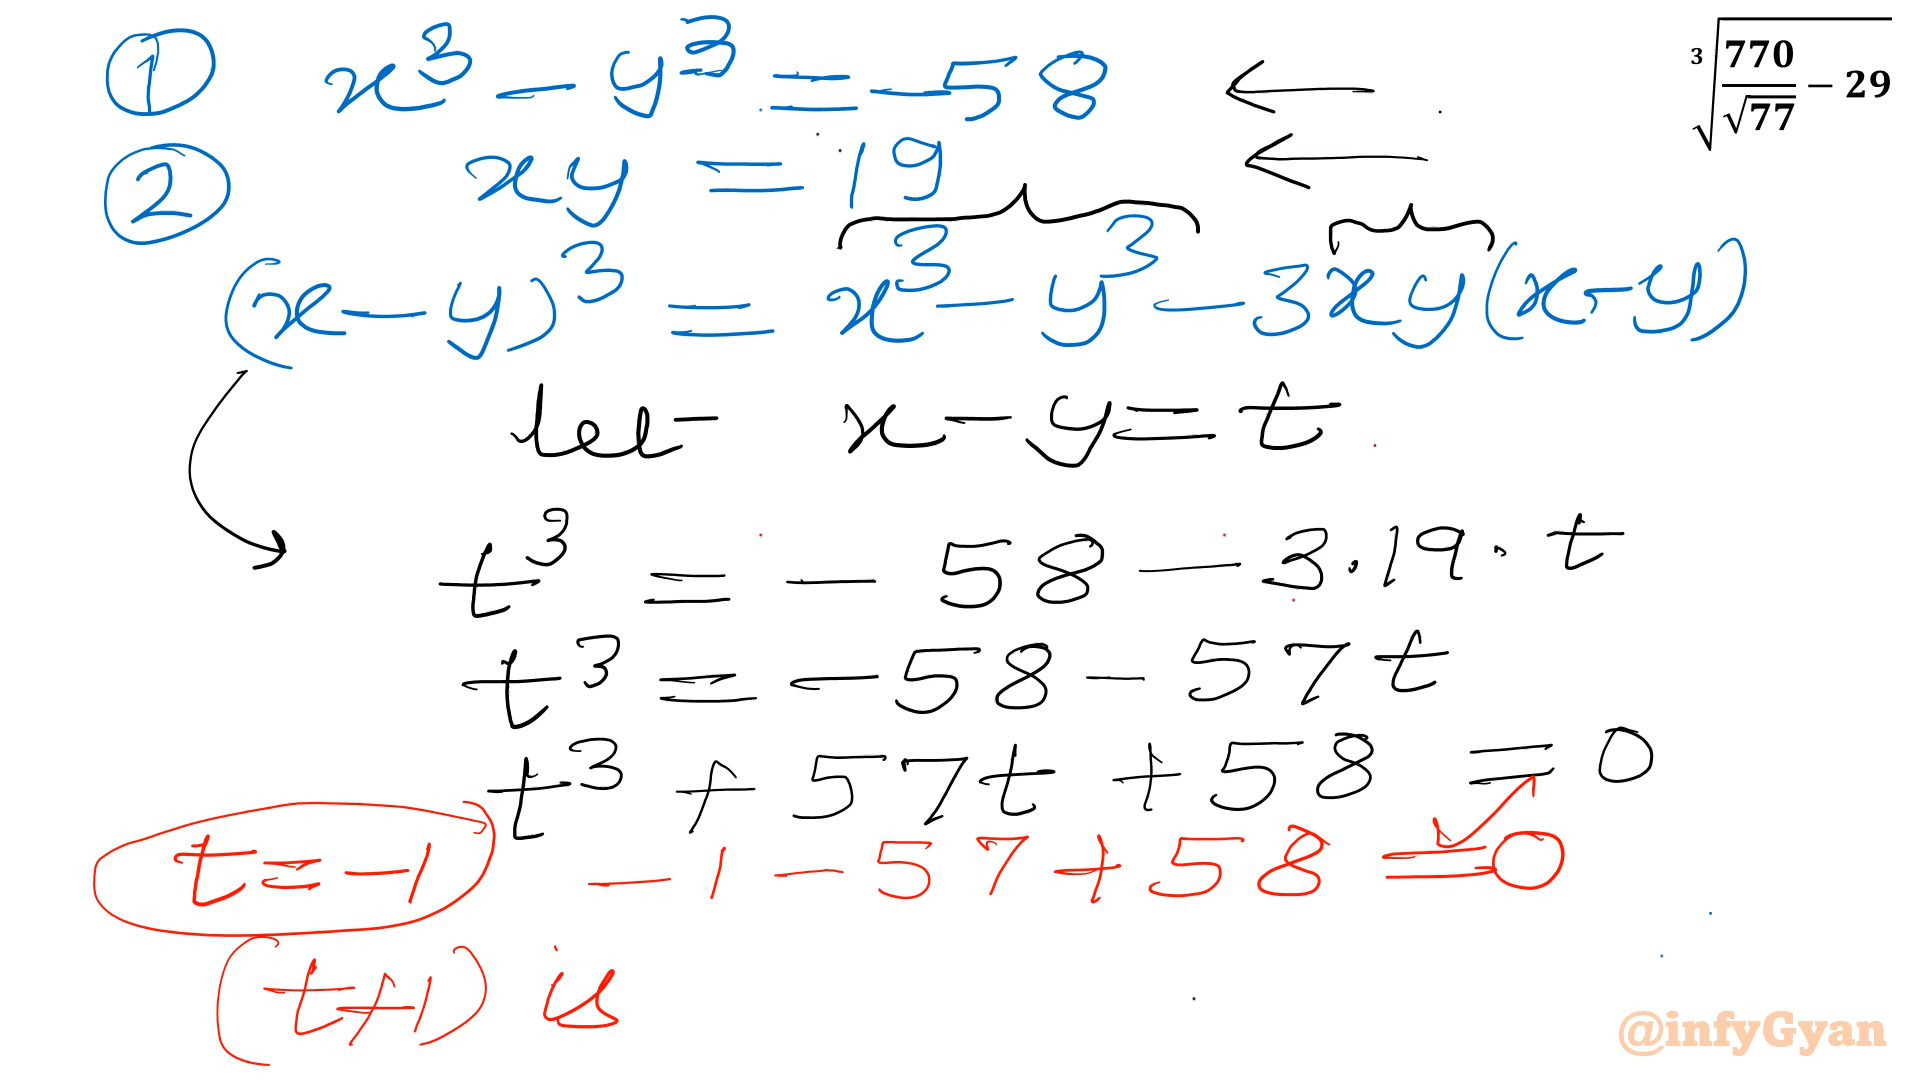 ① x³ - y³ = -58
∛(770/√77 - 29)
② xy = 19
(x - y)³ = x³ - y³ - 3xy(x - y)
let x - y = t
t³ = - 58 - 3·19·t
t³ = - 58 - 57t
t³ + 57t + 58 = 0
t = -1 -1 - 57 + 58 = 0
(t+1) is
@infyGyan